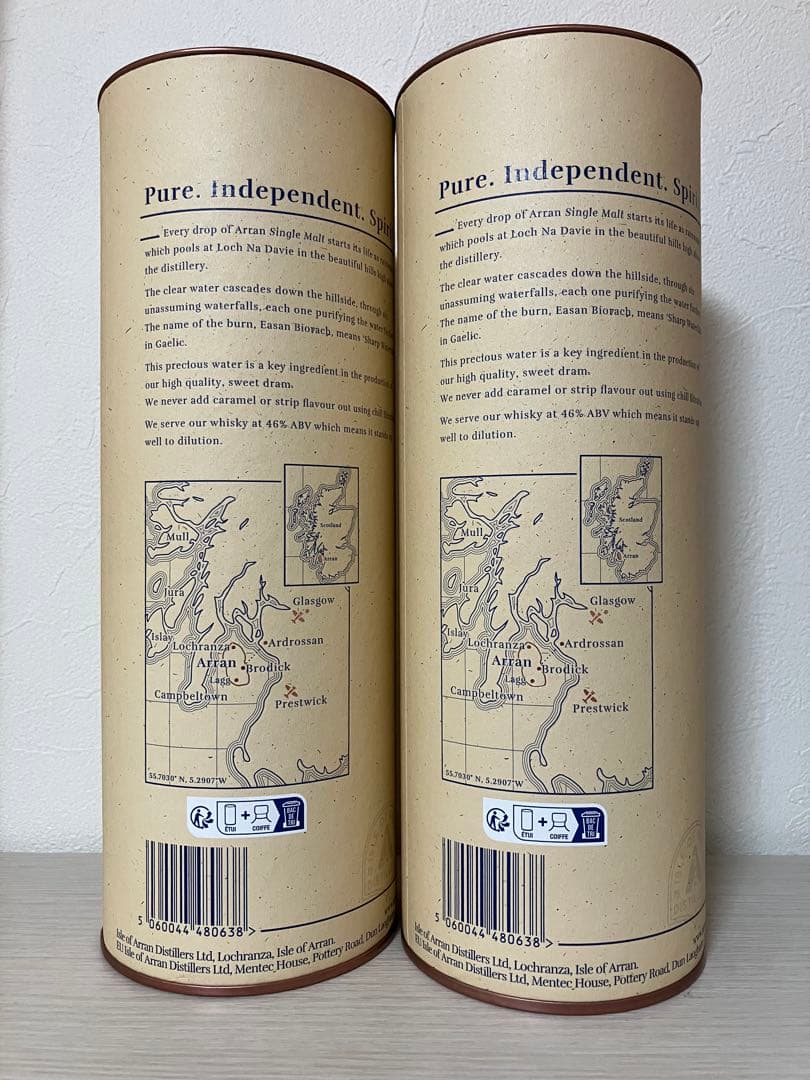 Pure. Independent.
Every drop of Arran Single Malt starts its life as
which pools at Loch Na Davie in the beautiful hills high
the distillery.
The clear water cascades down the hillside, through six
unassuming waterfalls, each one purifying the water
The name of the burn, Easan Biorach, means 'Sharp
in Gaelic.
This precious water is a key ingredient in the production of
our high quality, sweet dram.
We never add caramel or strip flavour out using chill
We serve our whisky at 46% ABV which means it stands
well to dilution.
Scotland
Arran
Mull
Jura
Glasgow
Islay
Lochranza
Ardrossan
Arran
Brodick
Lagg
Campbeltown
Prestwick
55.7030° N, 5.2907°W
ÉTUI
+
COIFFE
BAC
DE
TRI
5 060044 480638 >
Isle of Arran Distillers Ltd, Lochranza, Isle of Arran.
EU Isle of Arran Distillers Ltd, Mentec House, Pottery Road, Dun
Pure. Independent.
Every drop of Arran Single Malt starts its life as
which pools at Loch Na Davie in the beautiful hills high
the distillery.
The clear water cascades down the hillside, through six
unassuming waterfalls, each one purifying the water
The name of the burn, Easan Biorach, means 'Sharp
in Gaelic.
This precious water is a key ingredient in the production of
our high quality, sweet dram.
We never add caramel or strip flavour out using chill
We serve our whisky at 46% ABV which means it stands
well to dilution.
Scotland
Arran
Mull
Jura
Glasgow
Islay
Lochranza
Ardrossan
Arran
Brodick
Lagg
Campbeltown
Prestwick
55.7030° N, 5.2907°W
ÉTUI
+
COIFFE
BAC
DE
TRI
5 060044 480638 >
Isle of Arran Distillers Ltd, Lochranza, Isle of Arran.
EU Isle of Arran Distillers Ltd, Mentec House, Pottery Road, Dun